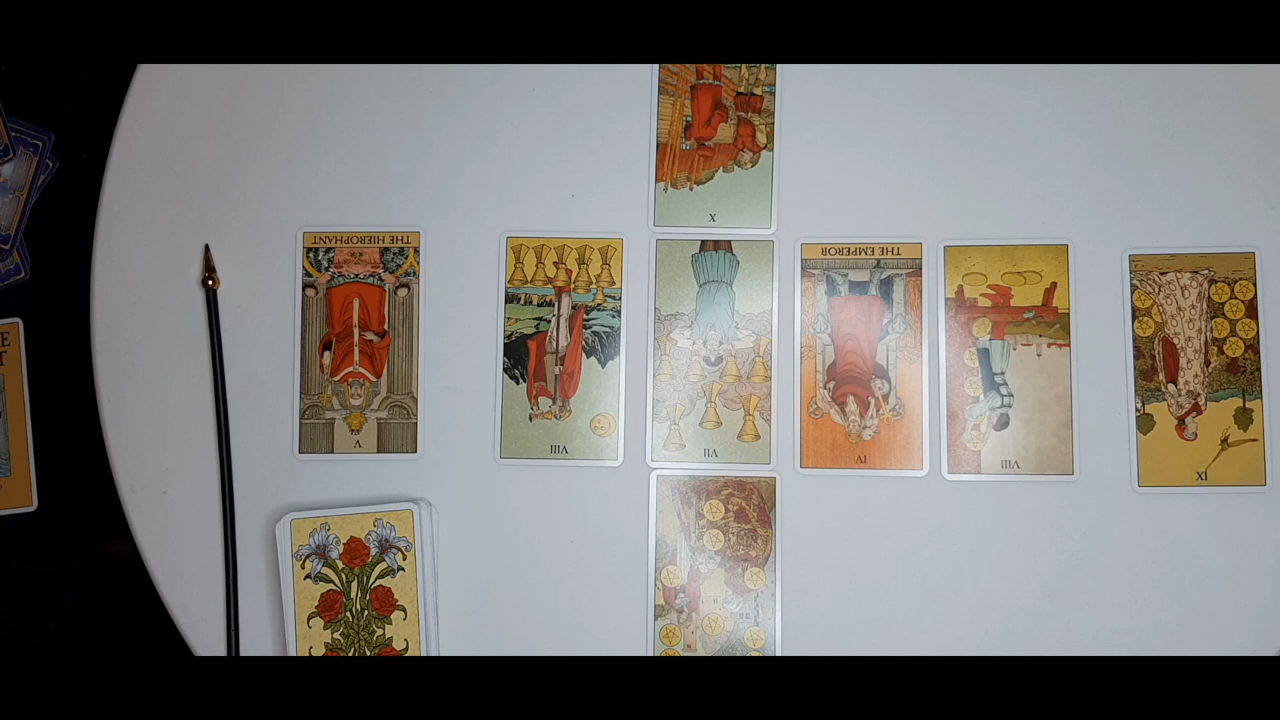 X
THE HIEROPHANT
V
VIII
VII
THE EMPEROR
IV
VIII
IX
E
T